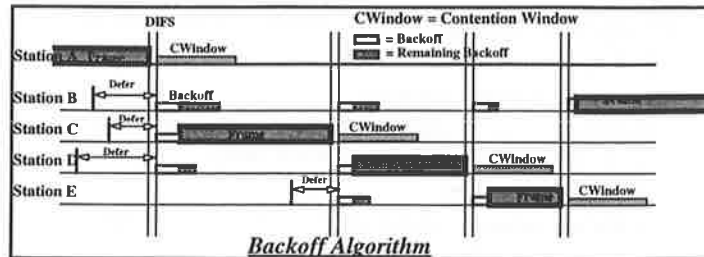 DIFS
CWindow = Contention Window
= Backoff
= Remaining Backoff
Station A Frame
CWindow
Defer
Station B
Backoff
Defer
Station C
Frame
CWindow
Defer
Station D
CWindow
Defer
Station E
Frame
CWindow
Backoff Algorithm